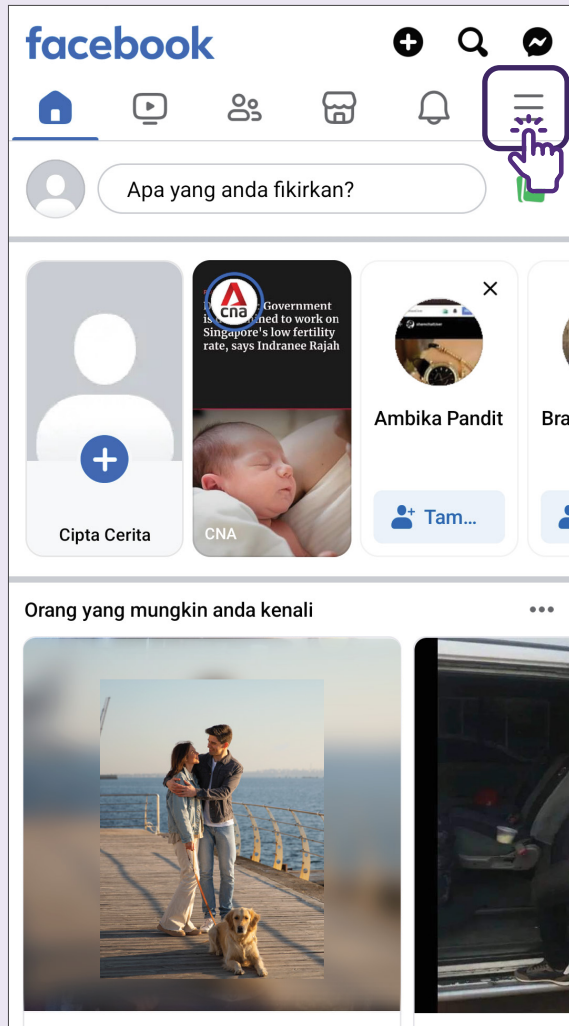 facebook
Apa yang anda fikirkan?
cna
Government
ned to work on
Singapore's low fertility
rate, says Indranee Rajah
CNA
Cipta Cerita
Ambika Pandit
Tam...
Bra
Orang yang mungkin anda kenali